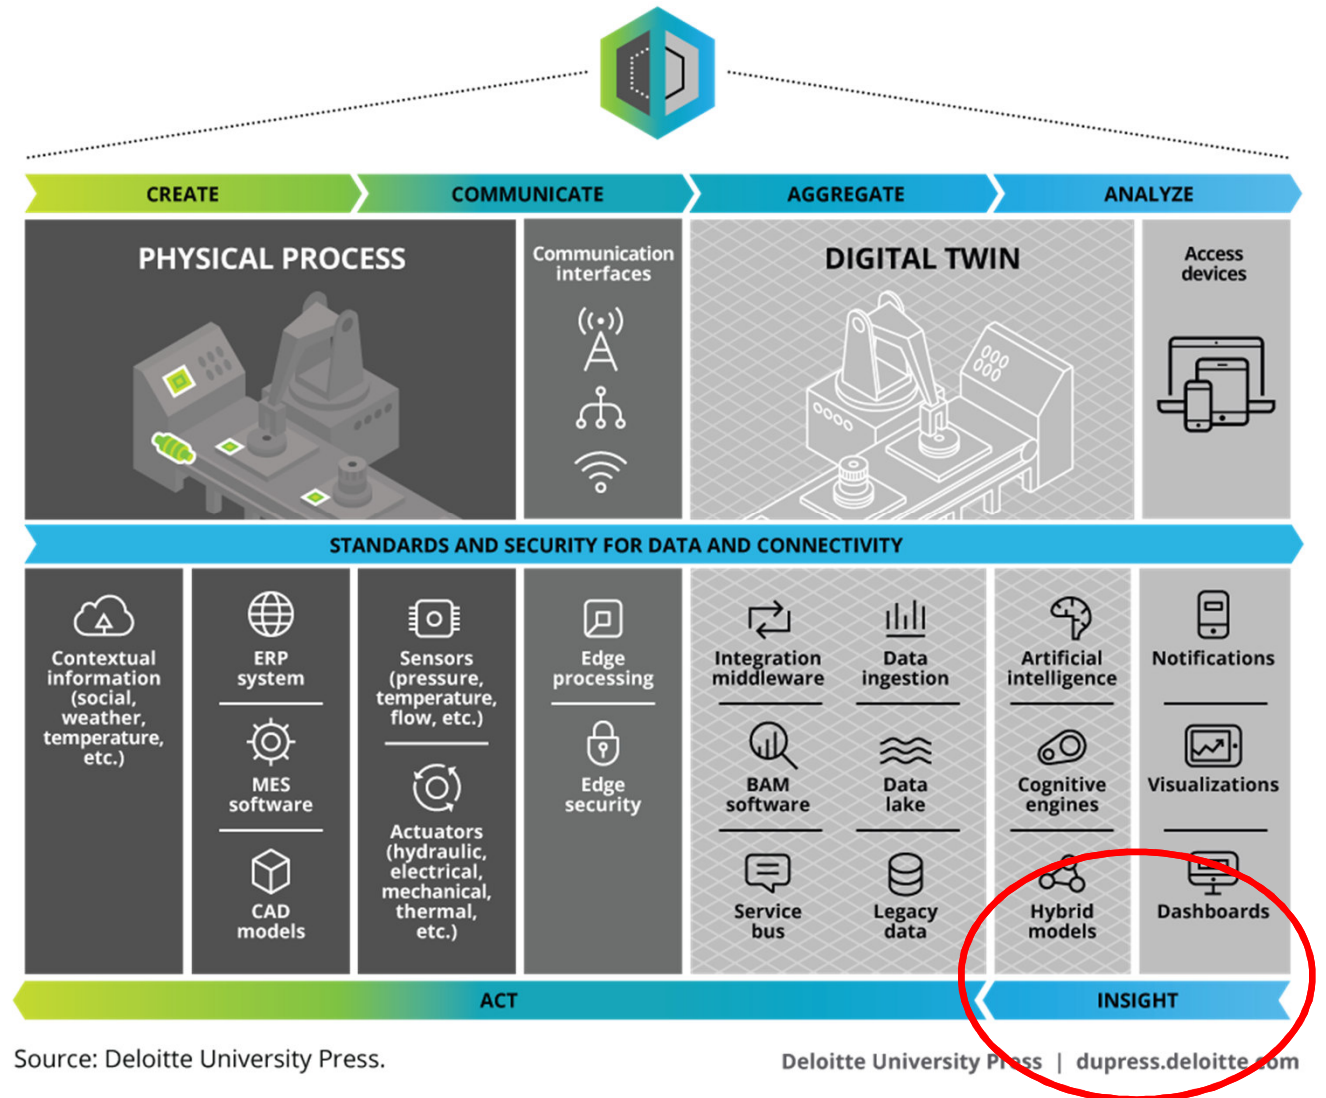 CREATE
COMMUNICATE
AGGREGATE
ANALYZE
PHYSICAL PROCESS
Communication
interfaces
DIGITAL TWIN
Access
devices
STANDARDS AND SECURITY FOR DATA AND CONNECTIVITY
Contextual
information
(social,
weather,
temperature,
etc.)
ERP
system
MES
software
CAD
models
Sensors
(pressure,
temperature,
flow, etc.)
Actuators
(hydraulic,
electrical,
mechanical,
thermal,
etc.)
Edge
processing
Edge
security
Integration
middleware
BAM
software
Service
bus
Data
ingestion
Data
lake
Legacy
data
Artificial
intelligence
Cognitive
engines
Hybrid
models
Notifications
Visualizations
Dashboards
ACT
INSIGHT
Source: Deloitte University Press.
Deloitte University Press | dupress.deloitte.com